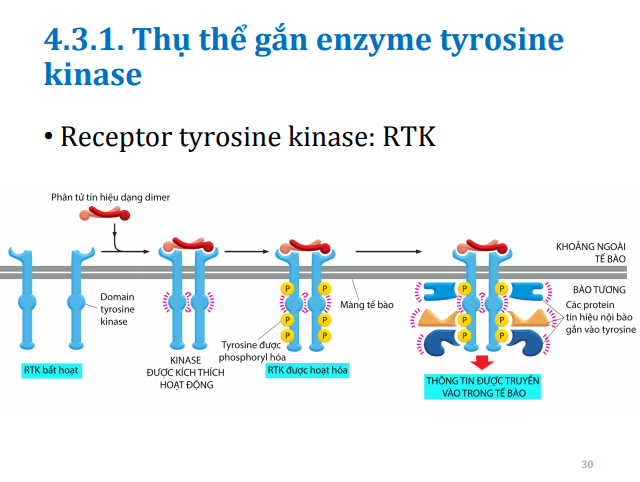 4.3.1. Thụ thể gắn enzyme tyrosine
kinase
• Receptor tyrosine kinase: RTK
Phân tử tín hiệu dạng dimer
KHOẢNG NGOÀI
TẾ BÀO
BÀO TƯƠNG
Các protein
tín hiệu nội bào
gắn vào tyrosine
Domain
tyrosine
kinase
Màng tế bào
P
P
P
P
P
P
P
P
P
P
P
P
Tyrosine được
phosphoryl hóa
RTK bất hoạt
KINASE
ĐƯỢC KÍCH THÍCH
HOẠT ĐỘNG
RTK được hoạt hóa
THÔNG TIN ĐƯỢC TRUYỀN
VÀO TRONG TẾ BÀO
30